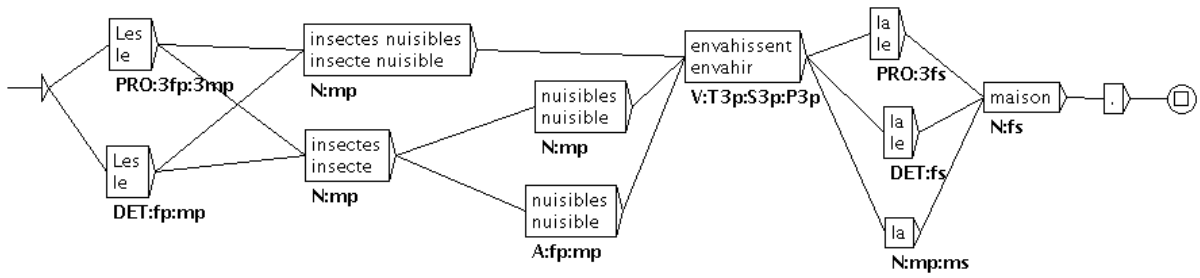 Les
le
PRO:3fp:3mp
Les
le
DET:fp:mp
insectes nuisibles
insecte nuisible
N:mp
insectes
insecte
N:mp
nuisibles
nuisible
N:mp
nuisibles
nuisible
A:fp:mp
envahissent
envahir
V:T3p:S3p:P3p
la
le
PRO:3fs
la
le
DET:fs
la
N:mp:ms
maison
N:fs
.